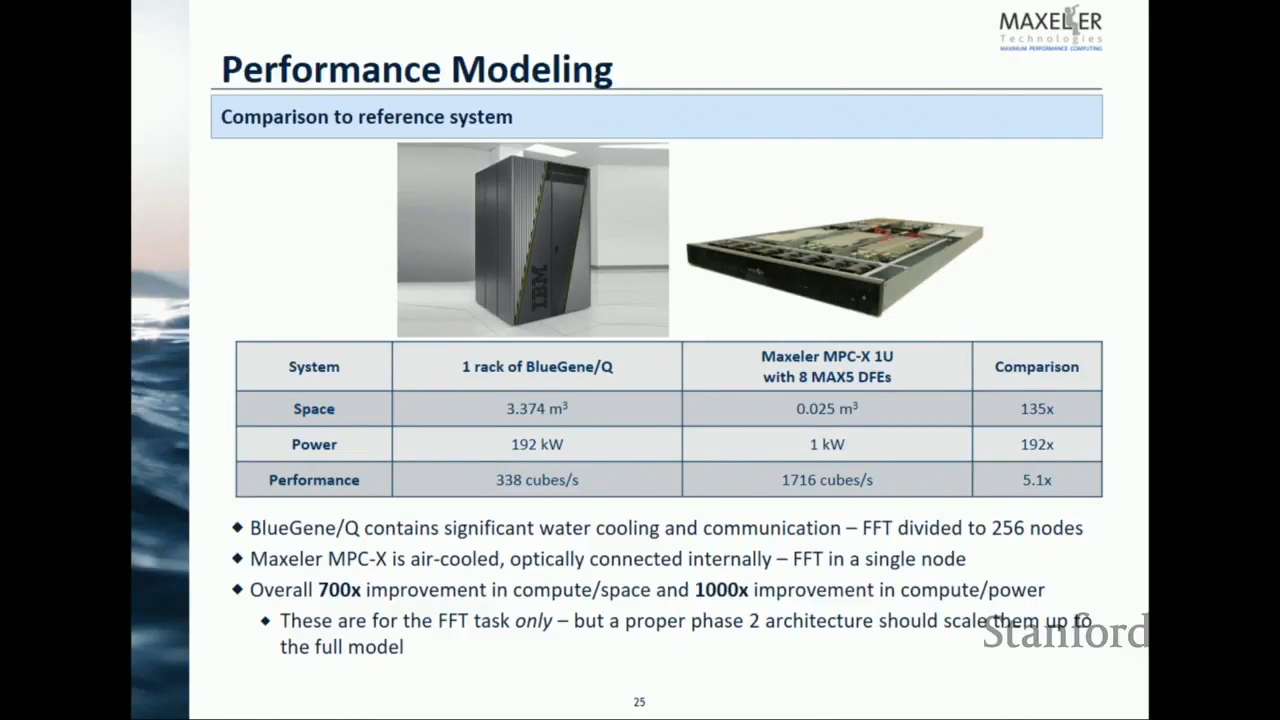 MAXELER
Technologies
MAXIMUM PERFORMANCE COMPUTING
Performance Modeling
Comparison to reference system
IBM
System
1 rack of BlueGene/Q
Maxeler MPC-X 1U
with 8 MAX5 DFEs
Comparison
Space
3.374 m³
0.025 m³
135x
Power
192 kW
1 kW
192x
Performance
338 cubes/s
1716 cubes/s
5.1x
◆ BlueGene/Q contains significant water cooling and communication – FFT divided to 256 nodes
◆ Maxeler MPC-X is air-cooled, optically connected internally – FFT in a single node
◆ Overall 700x improvement in compute/space and 1000x improvement in compute/power
◆ These are for the FFT task only – but a proper phase 2 architecture should scale them up to
the full model
Stanford
25